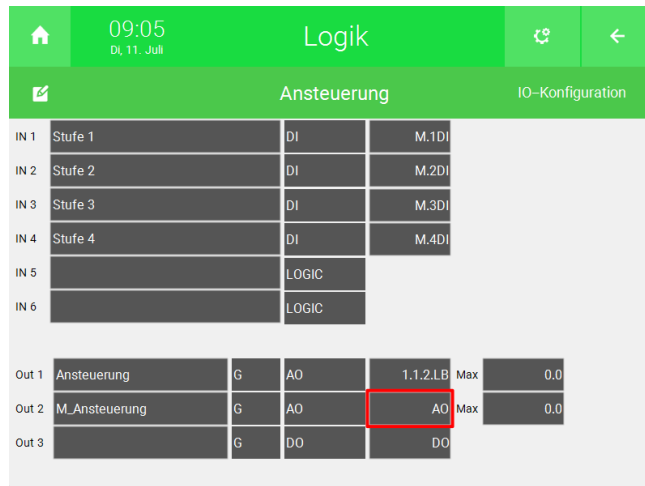 09:05
Di, 11. Juli
Logik
Ansteuerung
IO-Konfiguration
IN 1 Stufe 1 DI M.1DI
IN 2 Stufe 2 DI M.2DI
IN 3 Stufe 3 DI M.3DI
IN 4 Stufe 4 DI M.4DI
IN 5 LOGIC
IN 6 LOGIC
Out 1 Ansteuerung G AO 1.1.2.LB Max 0.0
Out 2 M_Ansteuerung G AO AO Max 0.0
Out 3 G DO DO